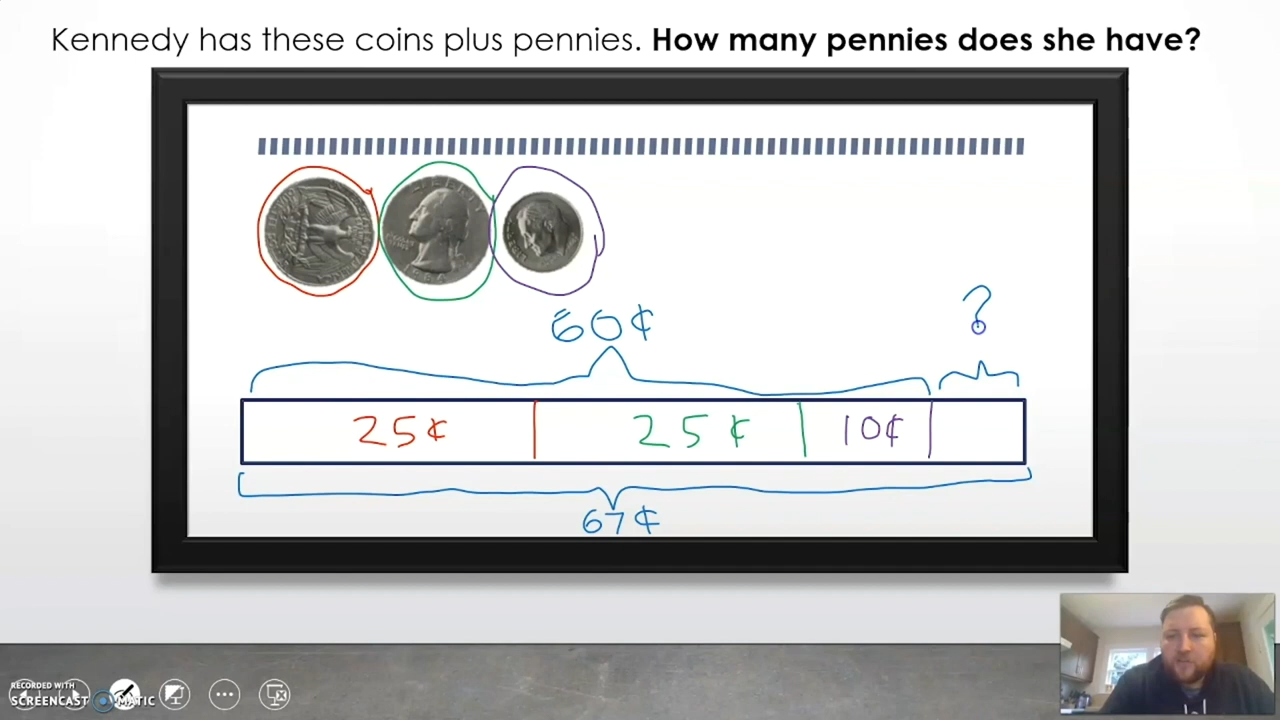 Kennedy has these coins plus pennies. How many pennies does she have?
60¢
?
25¢
25¢
10¢
67¢
RECORDED WITH
SCREENCAST MATIC